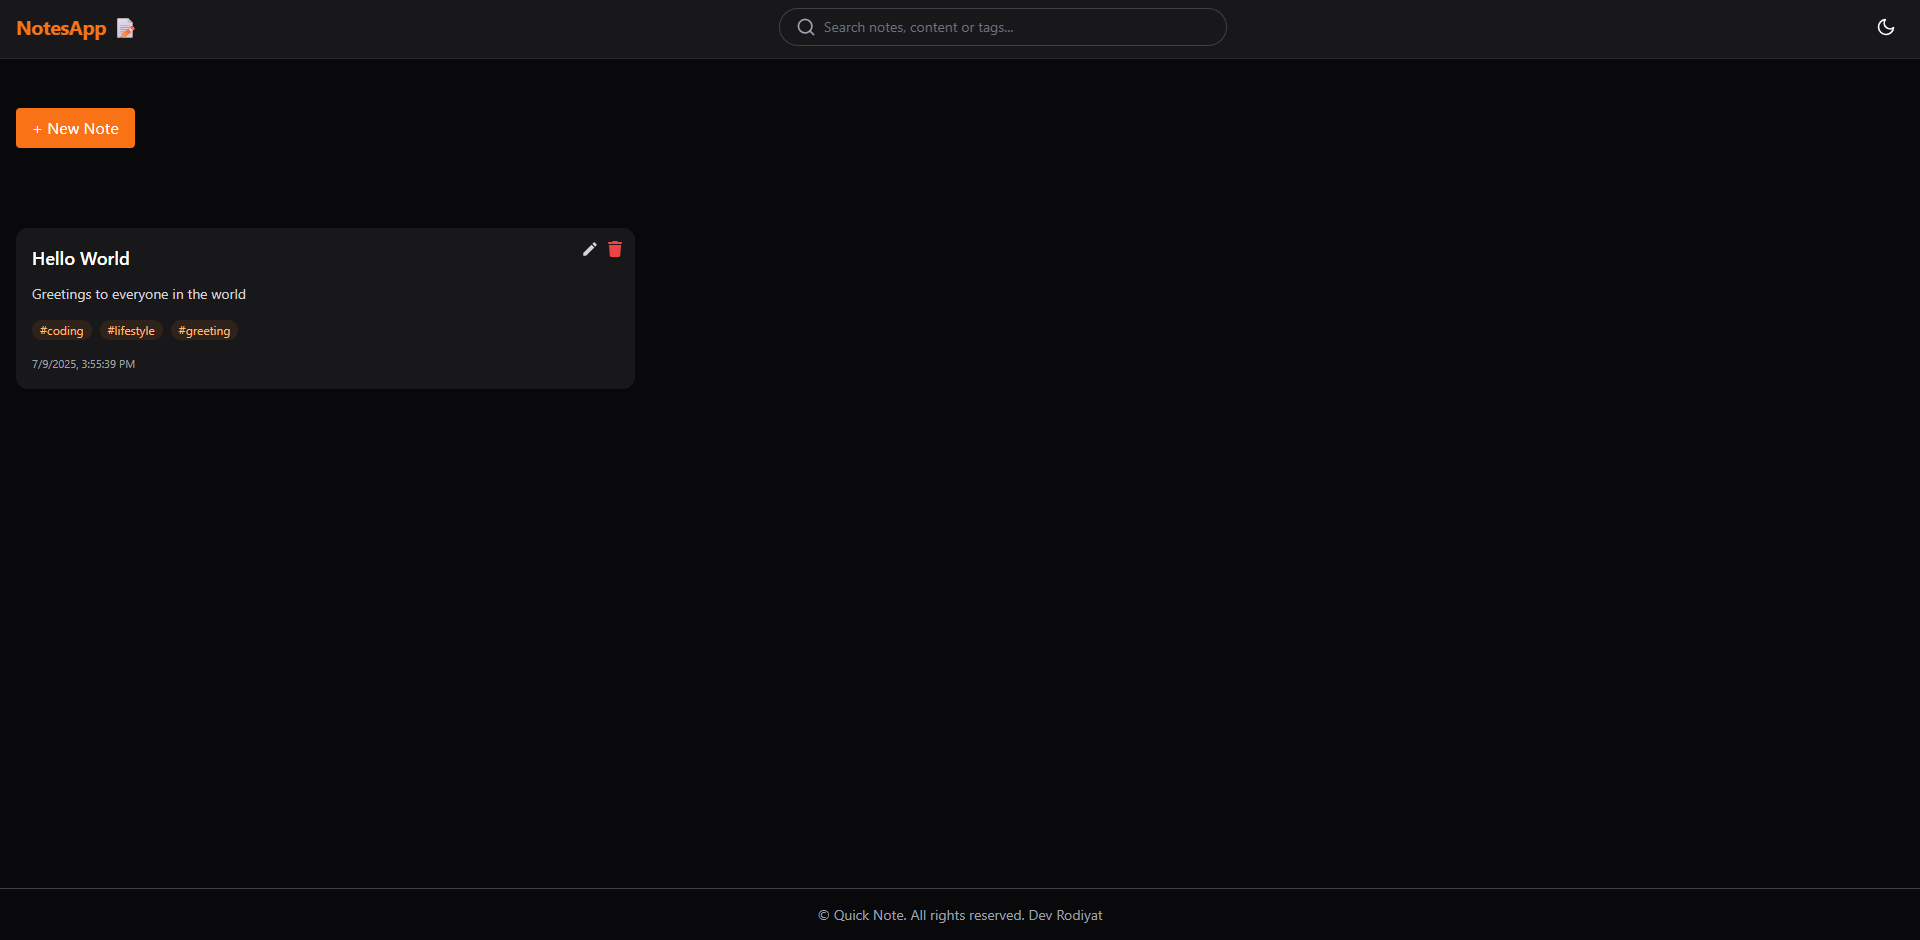 NotesApp 📝
Search notes, content or tags...
+ New Note
Hello World
Greetings to everyone in the world
#coding #lifestyle #greeting
7/9/2025, 3:55:39 PM
© Quick Note. All rights reserved. Dev Rodiyat